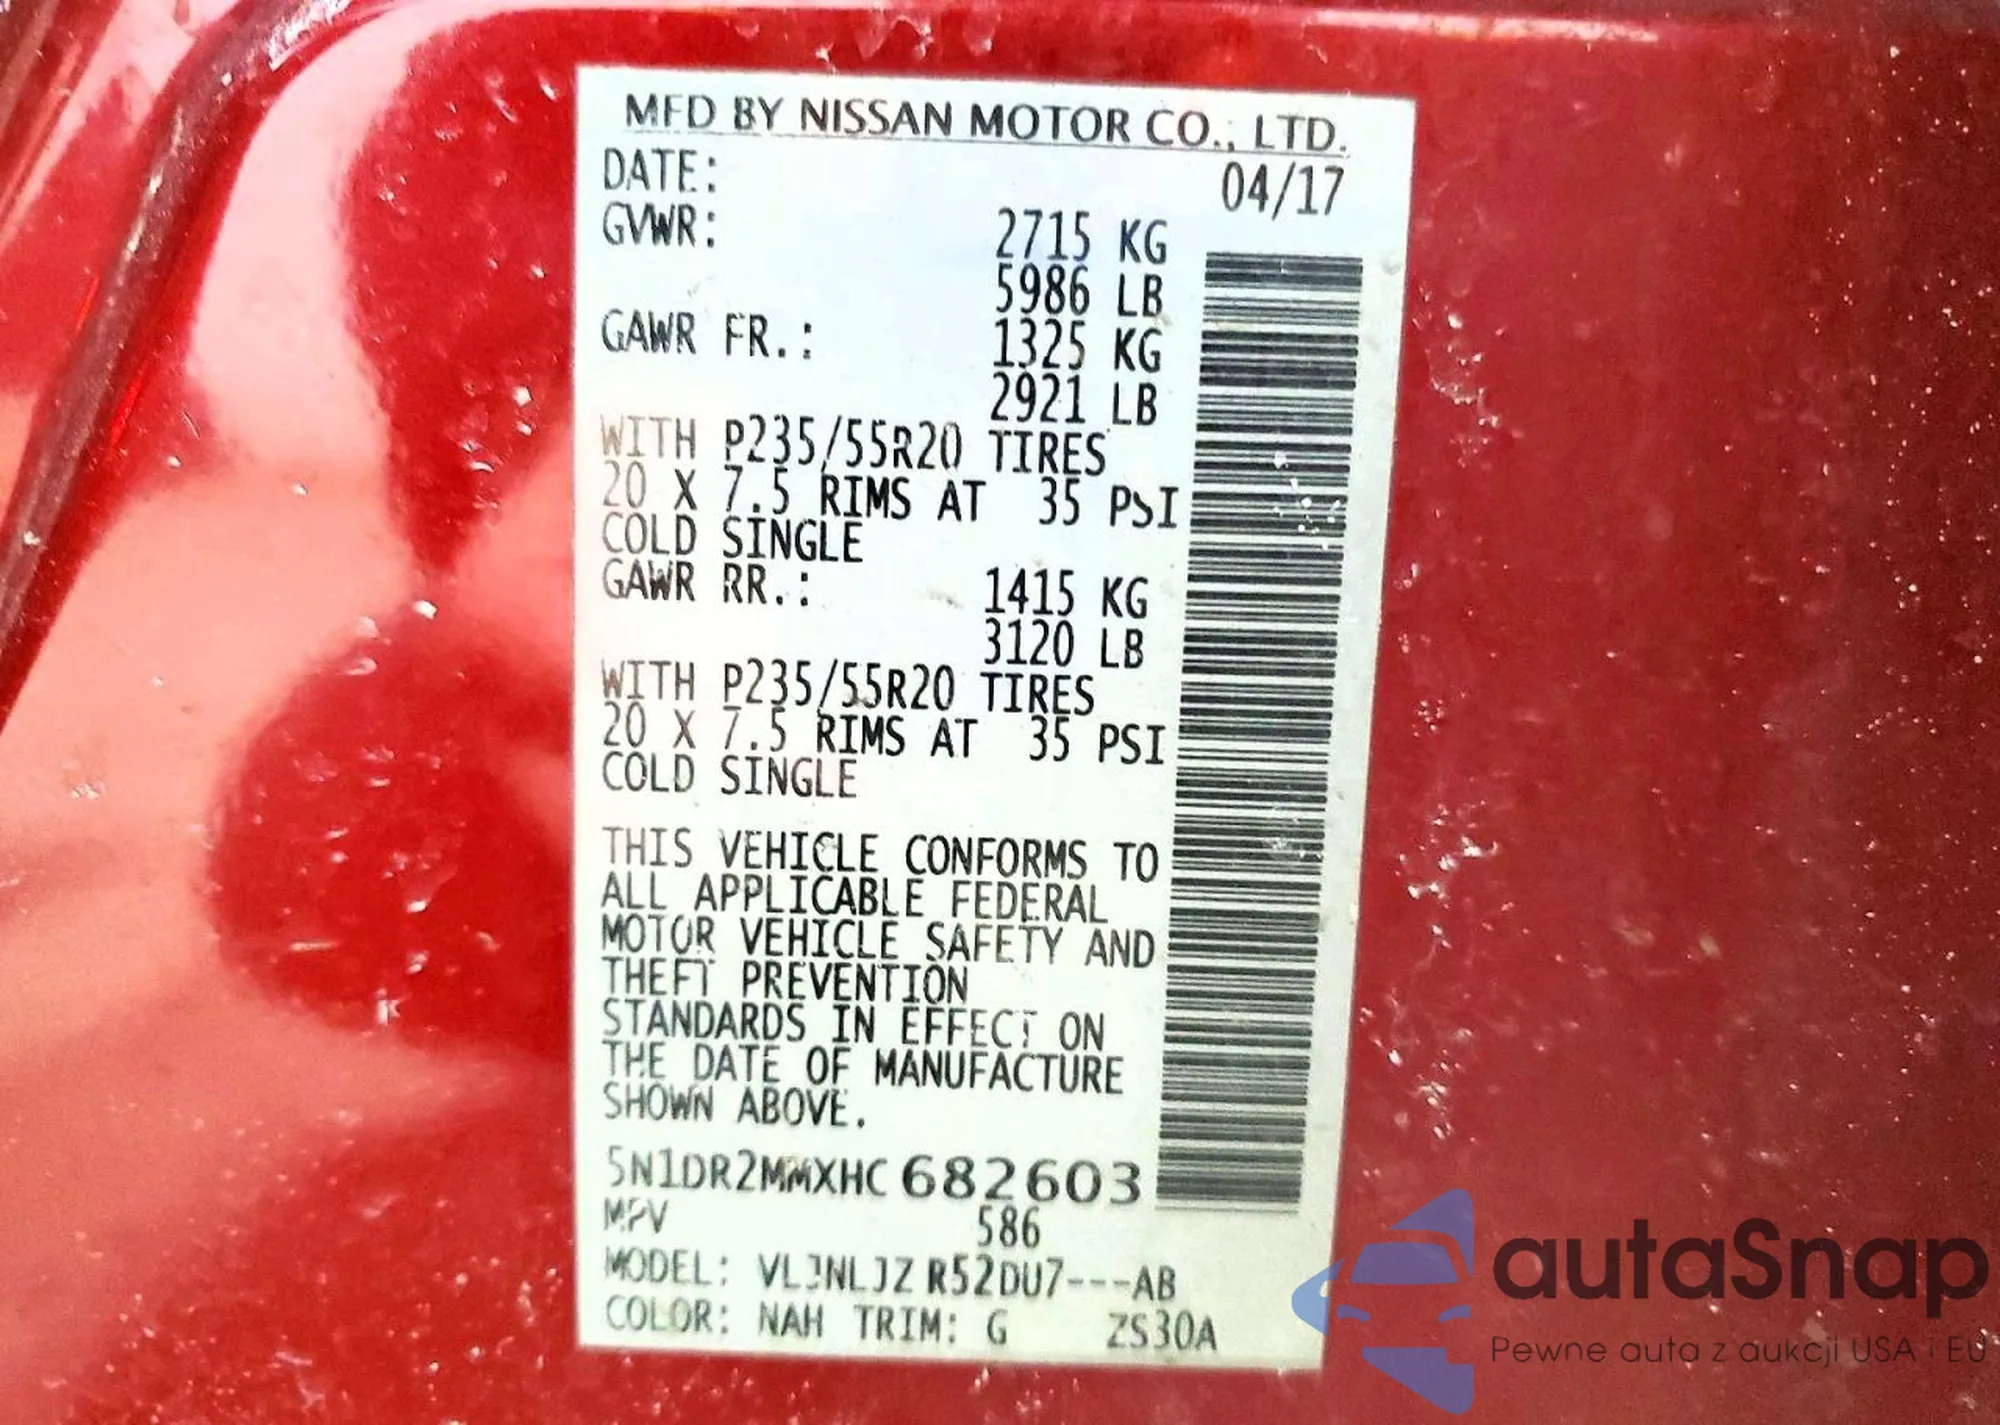 MFD BY NISSAN MOTOR CO., LTD.
DATE: 04/17
GVWR: 2715 KG
5986 LB
GAWR FR.: 1325 KG
2921 LB
WITH P235/55R20 TIRES
20 X 7.5 RIMS AT 35 PSI
COLD SINGLE
GAWR RR.: 1415 KG
3120 LB
WITH P235/55R20 TIRES
20 X 7.5 RIMS AT 35 PSI
COLD SINGLE
THIS VEHICLE CONFORMS TO
ALL APPLICABLE FEDERAL
MOTOR VEHICLE SAFETY AND
THEFT PREVENTION
STANDARDS IN EFFECT ON
THE DATE OF MANUFACTURE
SHOWN ABOVE.
5N1DR2MMXHC682603
MPV 586
MODEL: R52DU7---AB
COLOR: NAH TRIM: G ZS30A
autoSnap
Pewne auta z aukcji USA i EU